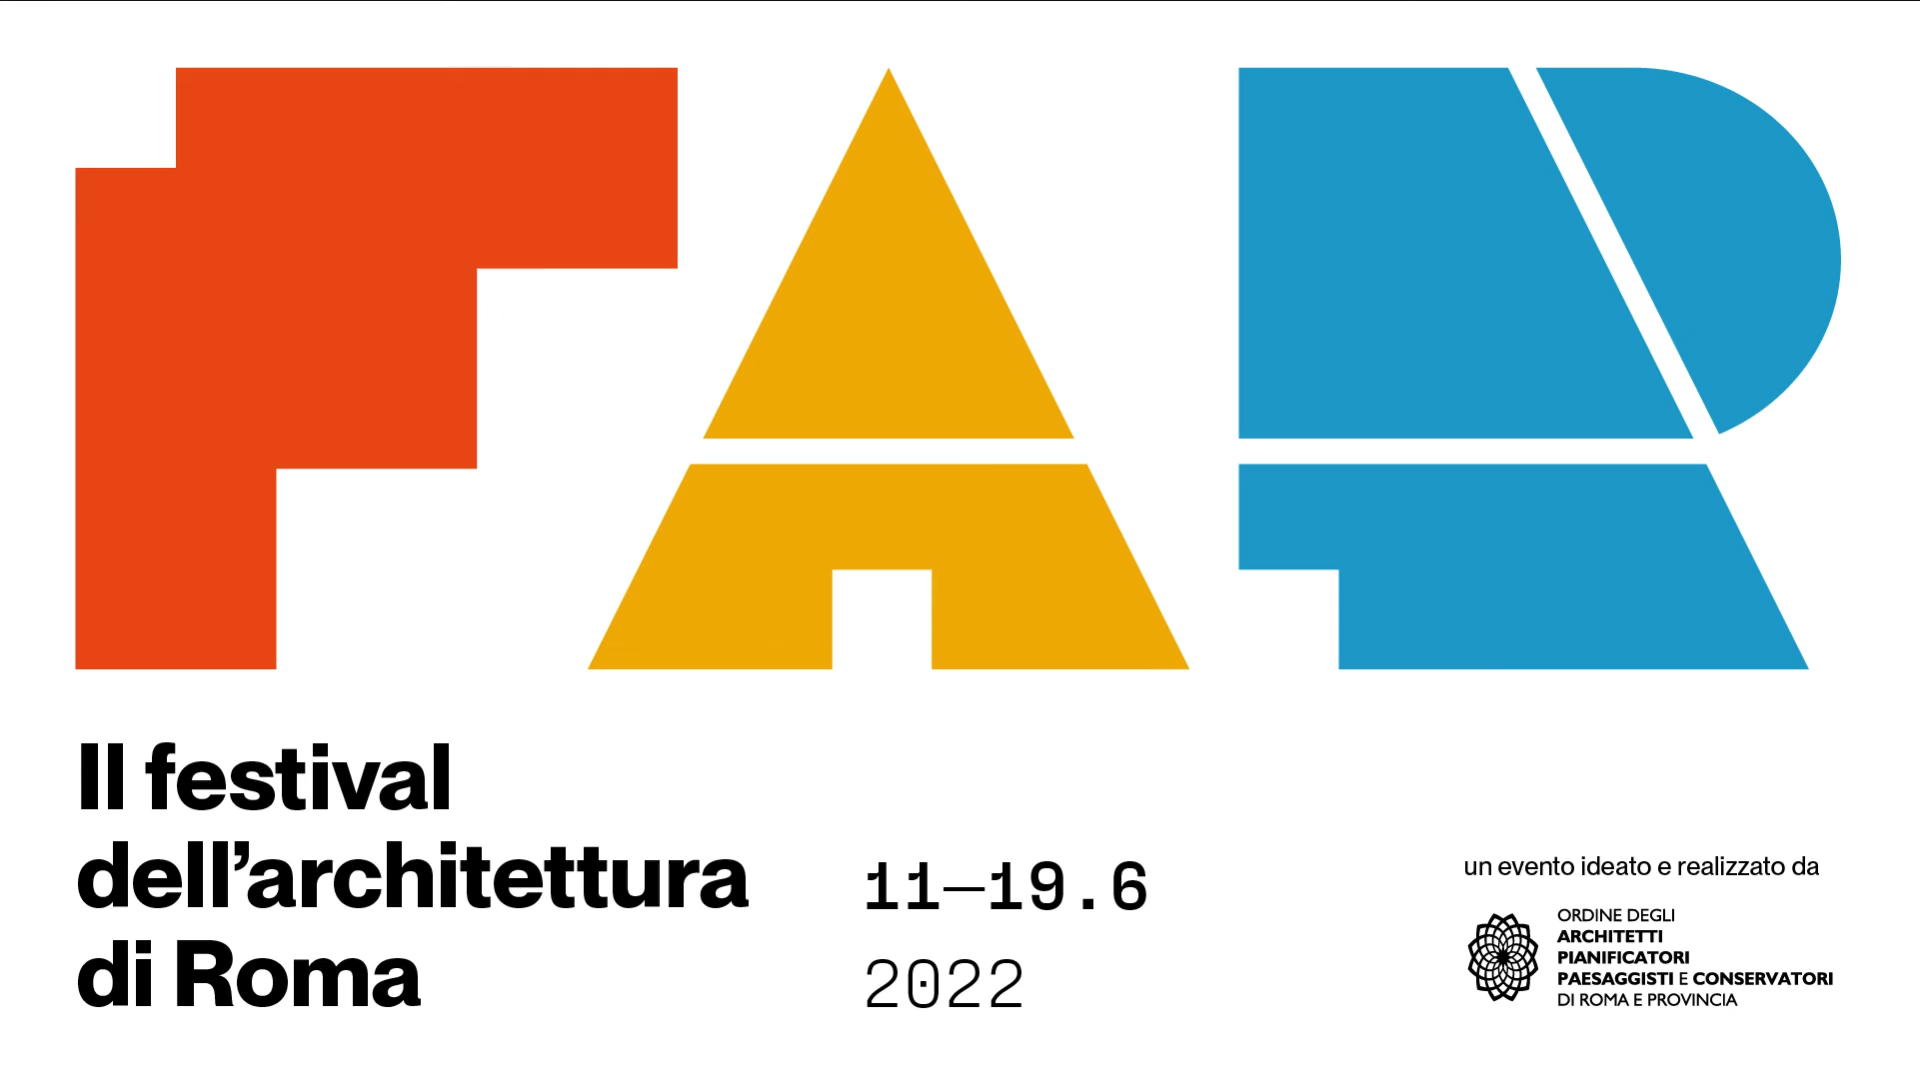 FAR
Il festival
dell’architettura
di Roma
11—19.6
2022
un evento ideato e realizzato da
ORDINE DEGLI
ARCHITETTI
PIANIFICATORI
PAESAGGISTI E CONSERVATORI
DI ROMA E PROVINCIA